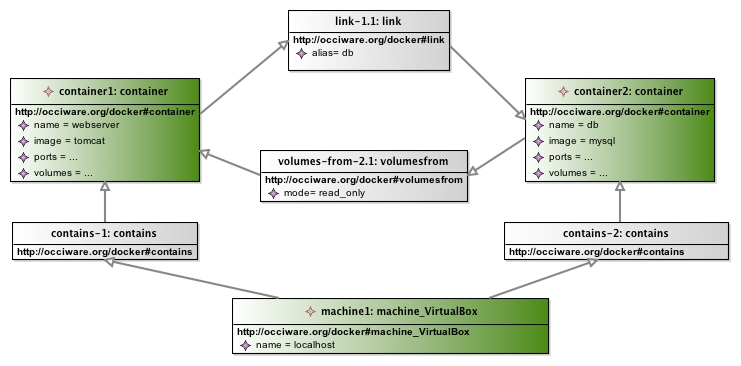 link-1.1: link
http://occiware.org/docker#link
alias= db
container1: container
http://occiware.org/docker#container
name = webserver
image = tomcat
ports = ...
volumes = ...
container2: container
http://occiware.org/docker#container
name = db
image = mysql
ports = ...
volumes = ...
volumes-from-2.1: volumesfrom
http://occiware.org/docker#volumesfrom
mode= read_only
contains-1: contains
http://occiware.org/docker#contains
contains-2: contains
http://occiware.org/docker#contains
machine1: machine_VirtualBox
http://occiware.org/docker#machine_VirtualBox
name = localhost